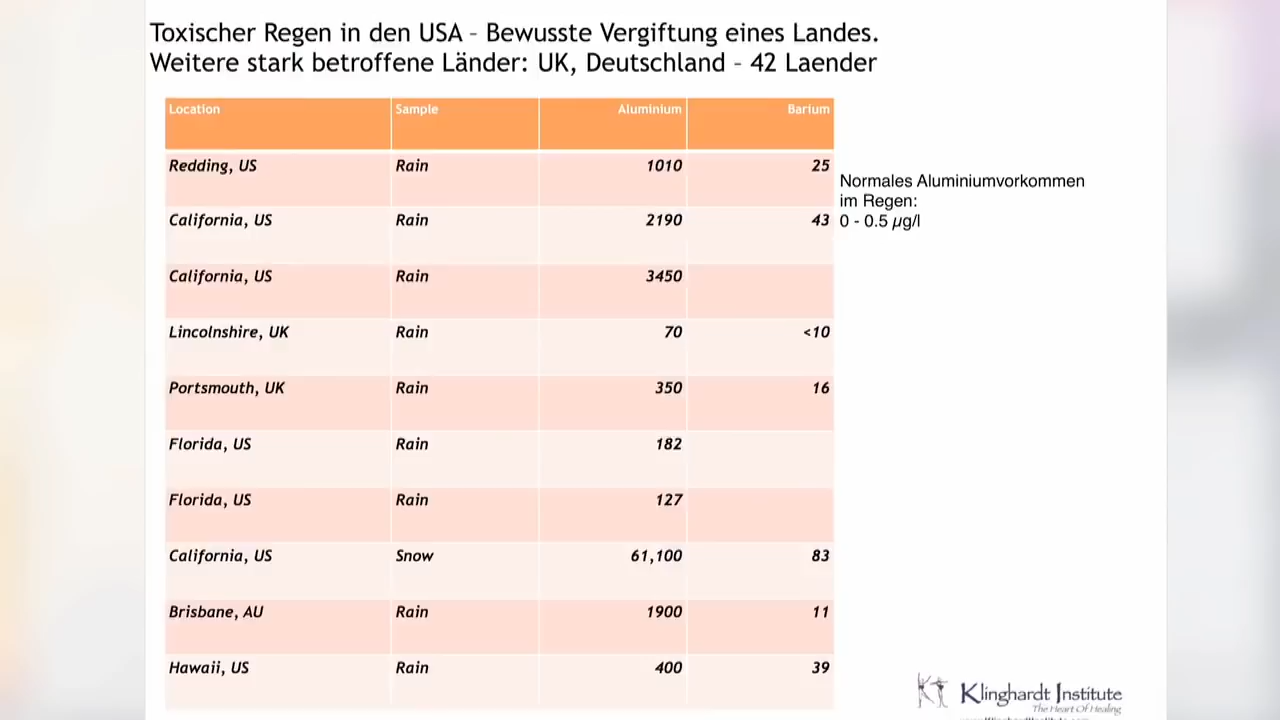 Toxischer Regen in den USA – Bewusste Vergiftung eines Landes.
Weitere stark betroffene Länder: UK, Deutschland – 42 Laender
Location Sample Aluminium Barium
Redding, US Rain 1010 25
Normales Aluminiumvorkommen
im Regen:
0 - 0.5 µg/l
California, US Rain 2190 43
California, US Rain 3450
Lincolnshire, UK Rain 70 <10
Portsmouth, UK Rain 350 16
Florida, US Rain 182
Florida, US Rain 127
California, US Snow 61,100 83
Brisbane, AU Rain 1900 11
Hawaii, US Rain 400 39
Klinghardt Institute
The Heart Of Healing